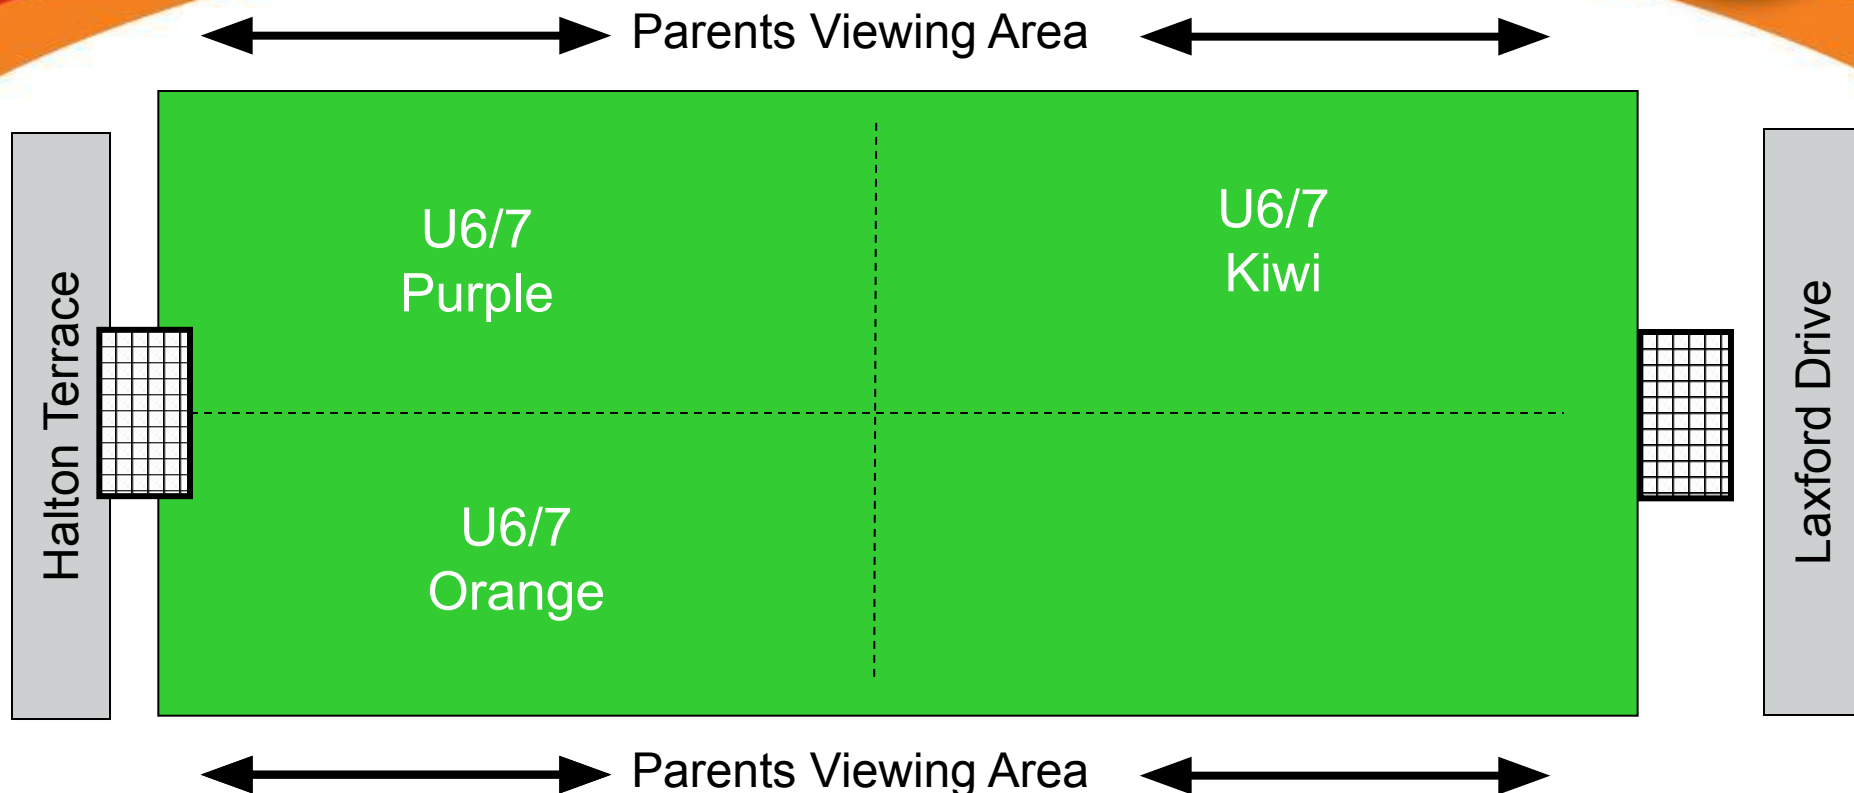 Parents Viewing Area
U6/7
Purple
U6/7
Kiwi
Halton Terrace
Laxford Drive
U6/7
Orange
Parents Viewing Area